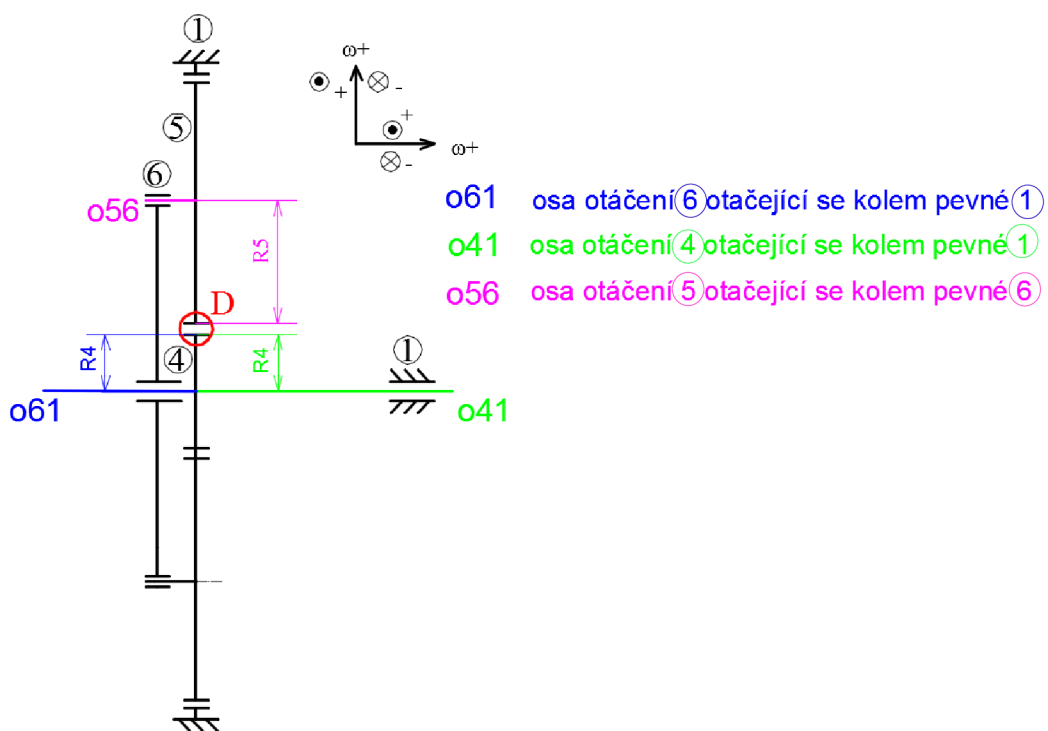 ①
ω+
+
-
⑤
+
-
ω+
⑥
o56
R5
o61 osa otáčení ⑥ otačející se kolem pevné ①
o41 osa otáčení ④ otačející se kolem pevné ①
o56 osa otáčení ⑤ otačející se kolem pevné ⑥
D
R4
④
R4
①
o61
o41